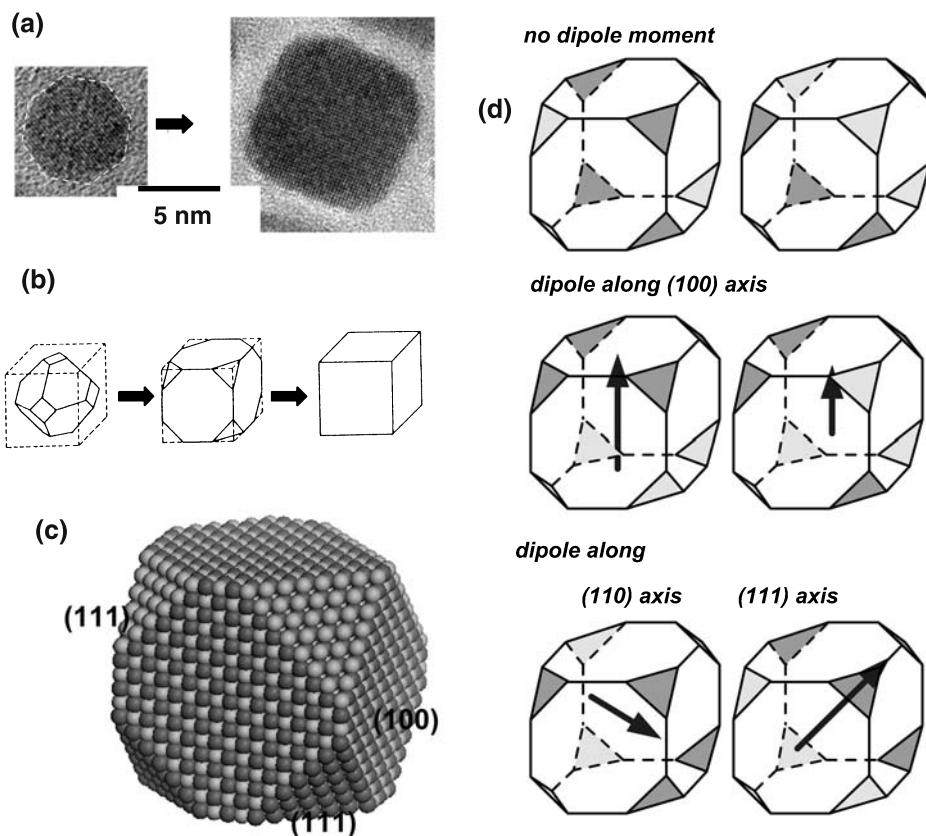 (a)
5 nm
(b)
(c)
(111)
(100)
(111)
(d)
no dipole moment
dipole along (100) axis
dipole along
(110) axis
(111) axis